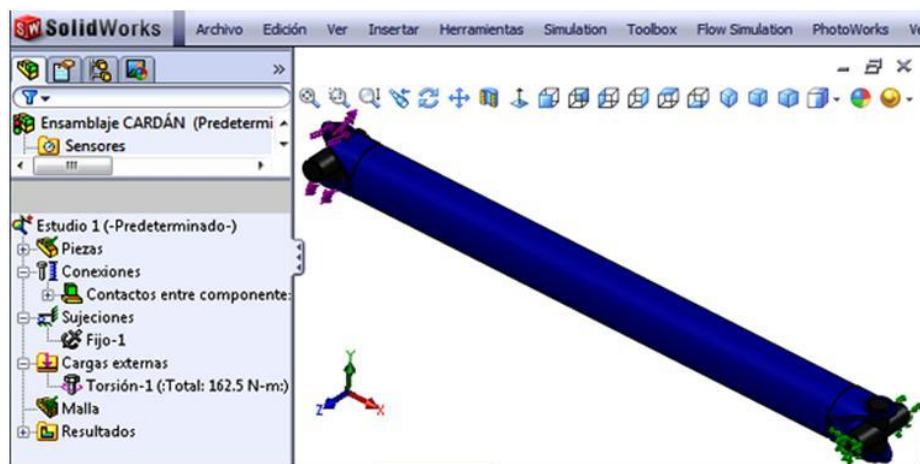 SolidWorks Archivo Edición Ver Insertar Herramientas Simulation Toolbox Flow Simulation PhotoWorks Ve
Ensamblaje CARDÁN (Predetermi
Sensores
Estudio 1 (-Predeterminado-)
Piezas
Conexiones
Contactos entre componente:
Sujeciones
Fijo-1
Cargas externas
Torsión-1 (:Total: 162.5 N-m:)
Malla
Resultados
Y
Z
X